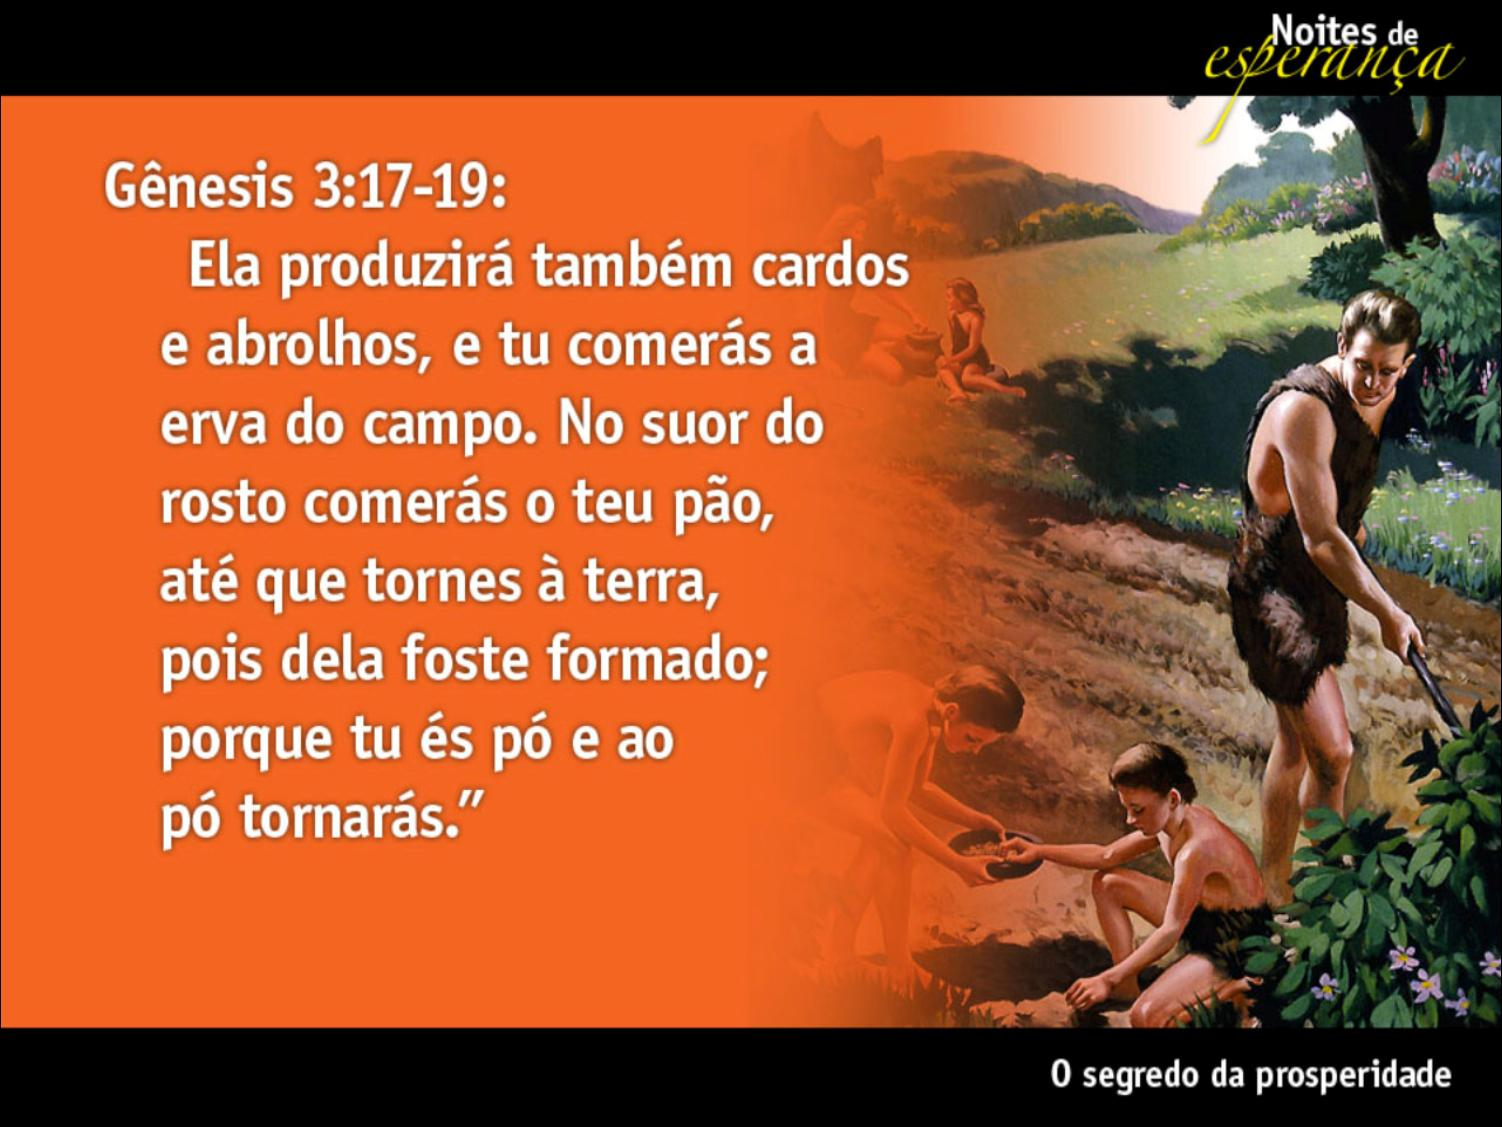 Noites de
esperança
Gênesis 3:17-19:
Ela produzirá também cardos
e abrolhos, e tu comerás a
erva do campo. No suor do
rosto comerás o teu pão,
até que tornes à terra,
pois dela foste formado;
porque tu és pó e ao
pó tornarás.”
O segredo da prosperidade